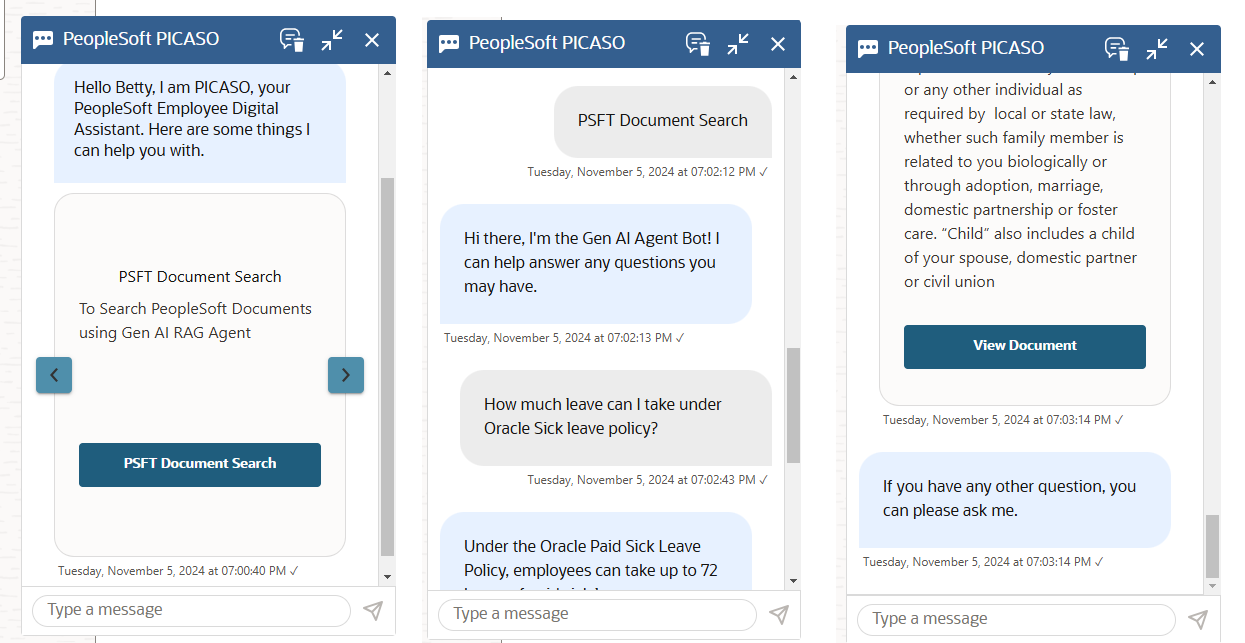 PeopleSoft PICASO
Hello Betty, I am PICASO, your
PeopleSoft Employee Digital
Assistant. Here are some things I
can help you with.
PSFT Document Search
To Search PeopleSoft Documents
using Gen AI RAG Agent
PSFT Document Search
Tuesday, November 5, 2024 at 07:00:40 PM ✓
Type a message
PeopleSoft PICASO
PSFT Document Search
Tuesday, November 5, 2024 at 07:02:12 PM ✓
Hi there, I'm the Gen AI Agent Bot! I
can help answer any questions you
may have.
Tuesday, November 5, 2024 at 07:02:13 PM ✓
How much leave can I take under
Oracle Sick leave policy?
Tuesday, November 5, 2024 at 07:02:43 PM ✓
Under the Oracle Paid Sick Leave
Policy, employees can take up to 72
Type a message
PeopleSoft PICASO
or any other individual as
required by local or state law,
whether such family member is
related to you biologically or
through adoption, marriage,
domestic partnership or foster
care. “Child” also includes a child
of your spouse, domestic partner
or civil union
View Document
Tuesday, November 5, 2024 at 07:03:14 PM ✓
If you have any other question, you
can please ask me.
Tuesday, November 5, 2024 at 07:03:14 PM ✓
Type a message